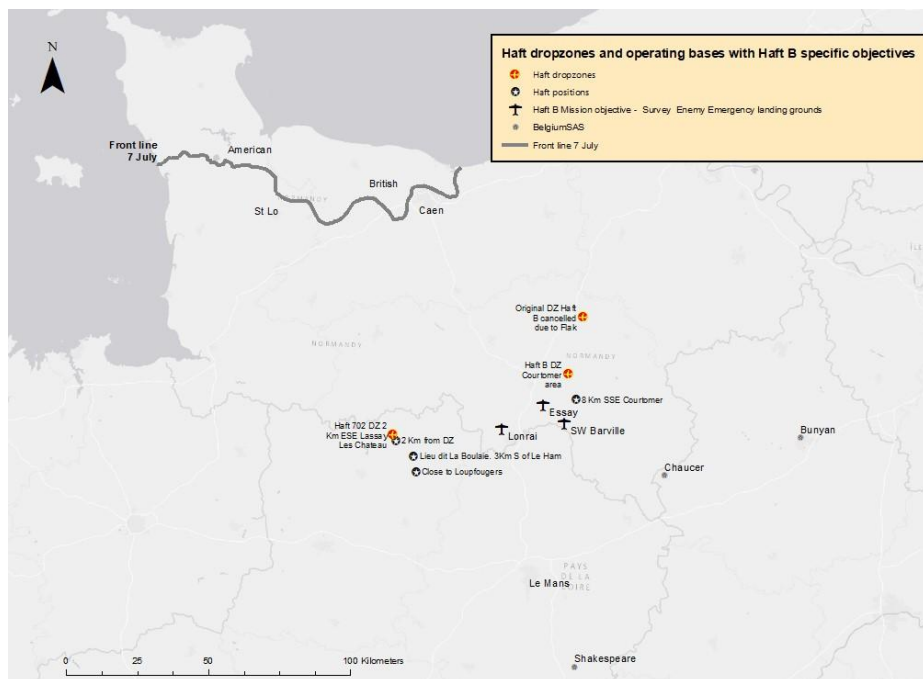 N
Haft dropzones and operating bases with Haft B specific objectives
Haft dropzones
Haft positions
Haft B Mission objective - Survey Enemy Emergency landing grounds
BelgiumSAS
Front line 7 July
Front line
7 July
American
British
St Lo
NORMANDY
Caen
Original DZ Haft
B cancelled
due to Flak
NORMANDY
NORMANDY
Haft B DZ
Courtomer
area
8 Km SSE Courtomer
Essay
SW Barville
Lonrai
Haft 702 DZ 2
Km ESE Lassay
Les Chateau
2 Km from DZ
Lieu dit La Boulaie. 3Km S of Le Ham
Close to Loupfougers
Bunyan
Chaucer
PAYS
DE LA
LOIRE
Le Mans
Shakespeare
0 25 50 100 Kilometers